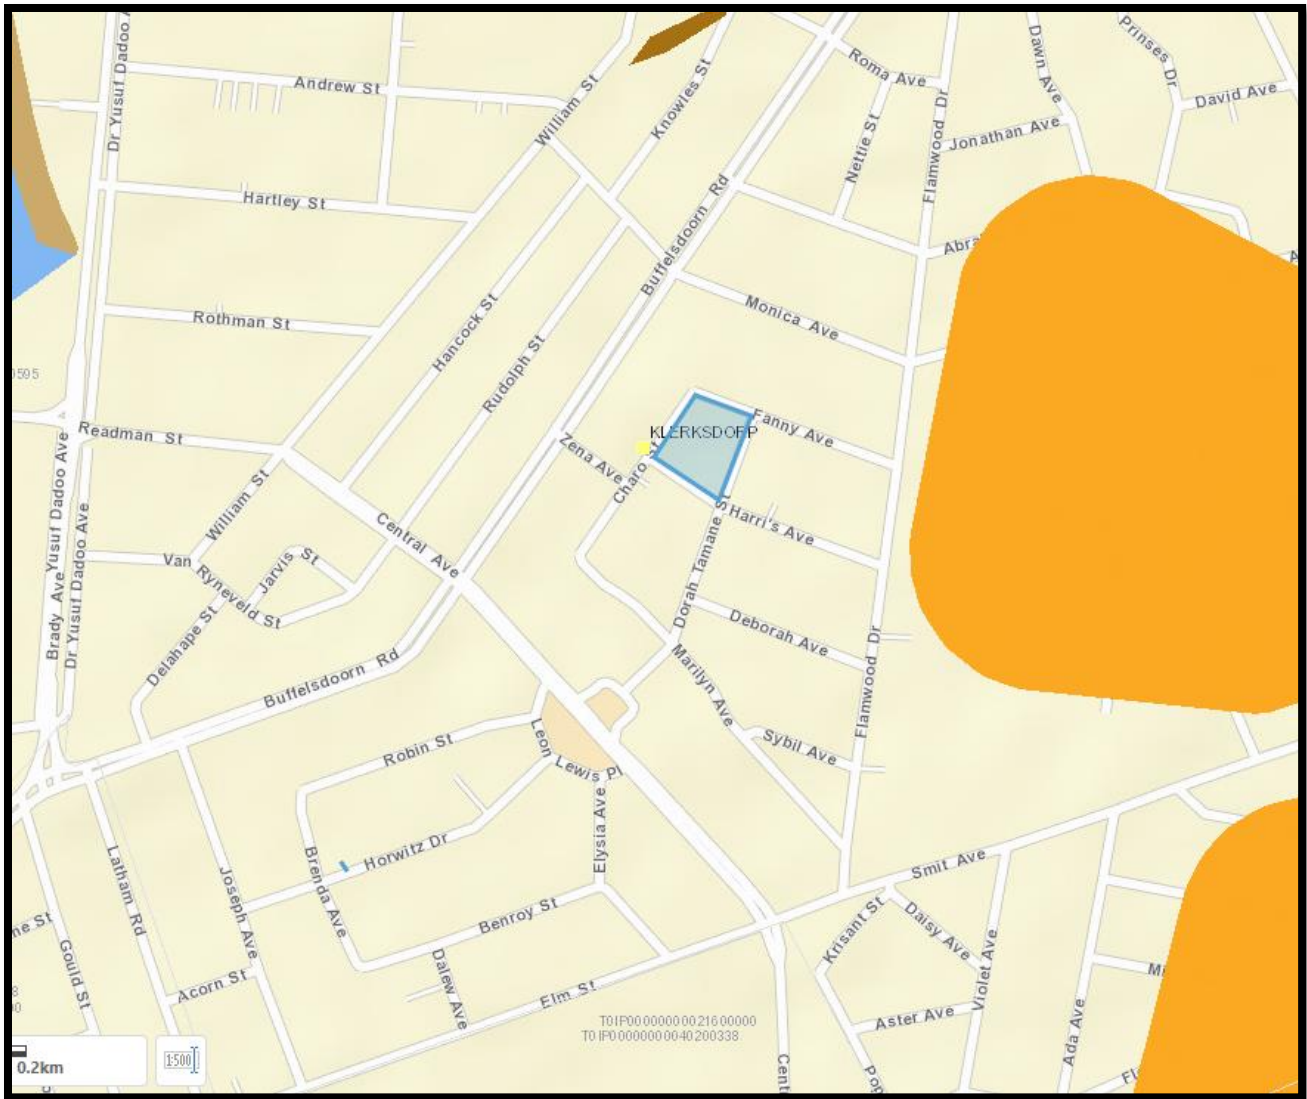 Prinses Dr
Dawn Ave
Roma Ave
Dr Yusuf Dadoo
Andrew St
William St
Knowles St
Nettie St
Flamwood Dr
Jonathan Ave
David Ave
Hartley St
Buffelsdoorn Rd
Rothman St
Hancock St
Monica Ave
Rudolph St
Readman St
KLERKSDORP
Fanny Ave
Zena Ave
Charo St
Harri's Ave
William St
Central Ave
Brady Ave
Yusuf Dadoo Ave
Dr Yusuf Dadoo Ave
Van Ryneveld St
Jarvis St
Delahape St
Dorah Tamane St
Deborah Ave
Buffelsdoorn Rd
Marilyn Ave
Flamwood Dr
Sybil Ave
Robin St
Leon Lewis Pl
Elysia Ave
Horwitz Dr
Brenda Ave
Smit Ave
Latham Rd
Joseph Ave
Benroy St
Krisant St
Daisy Ave
Violet Ave
Gould St
Acorn St
Dalew Ave
Elm St
T0IP00000000021600000
T0IP00000000040200338
Aster Ave
Ada Ave
0.2km
1:500